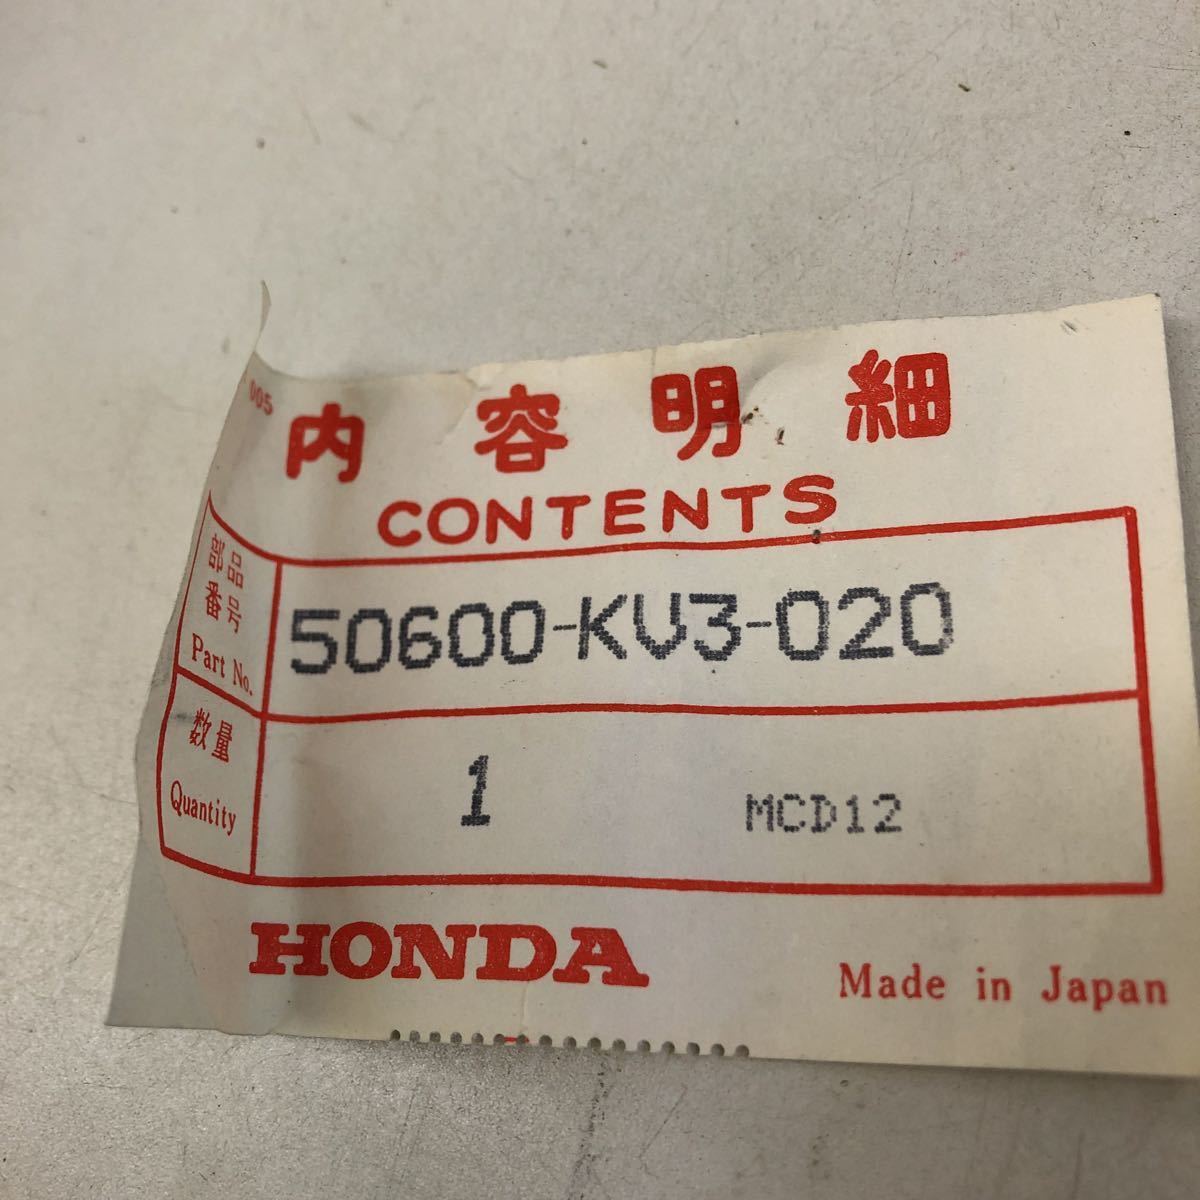 005
内容明細
CONTENTS
部品
番号
Part No.
50600-KV3-020
数量
Quantity
1
MCD12
HONDA
Made in Japan